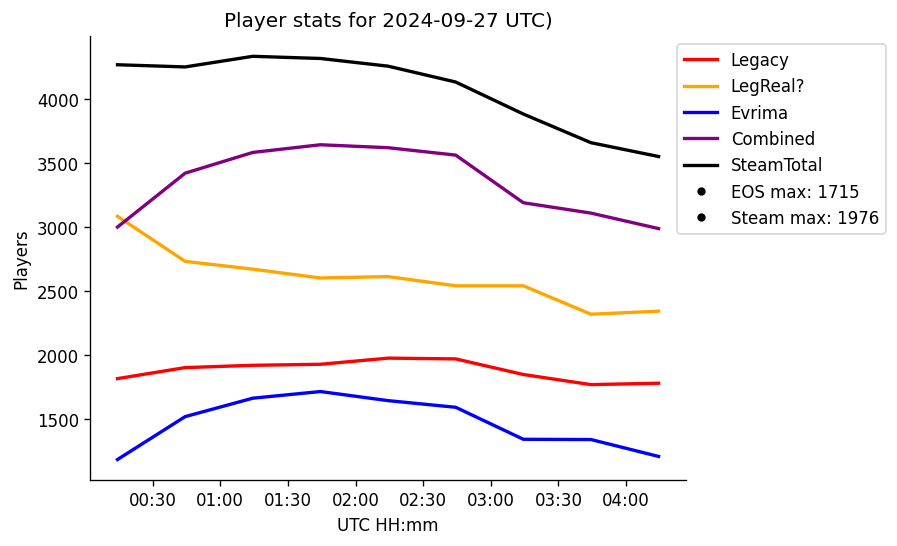 Player stats for 2024-09-27 UTC)
Legacy
LegReal?
Evrima
Combined
SteamTotal
EOS max: 1715
Steam max: 1976
Players
4000
3500
3000
2500
2000
1500
00:30 01:00 01:30 02:00 02:30 03:00 03:30 04:00
UTC HH:mm